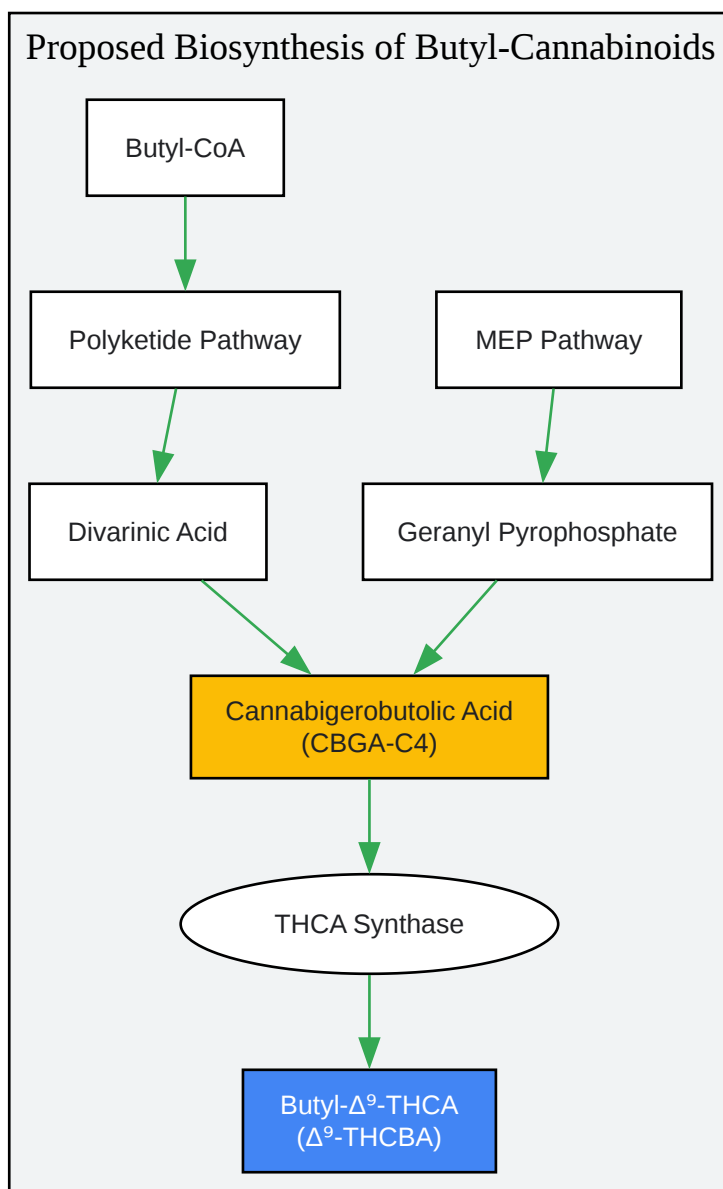 Proposed Biosynthesis of Butyl-Cannabinoids
Butyl-CoA
Polyketide Pathway
MEP Pathway
Divarinic Acid
Geranyl Pyrophosphate
Cannabigerobutolic Acid
(CBGA-C4)
THCA Synthase
Butyl-Δ⁹-THCA
(Δ⁹-THCBA)